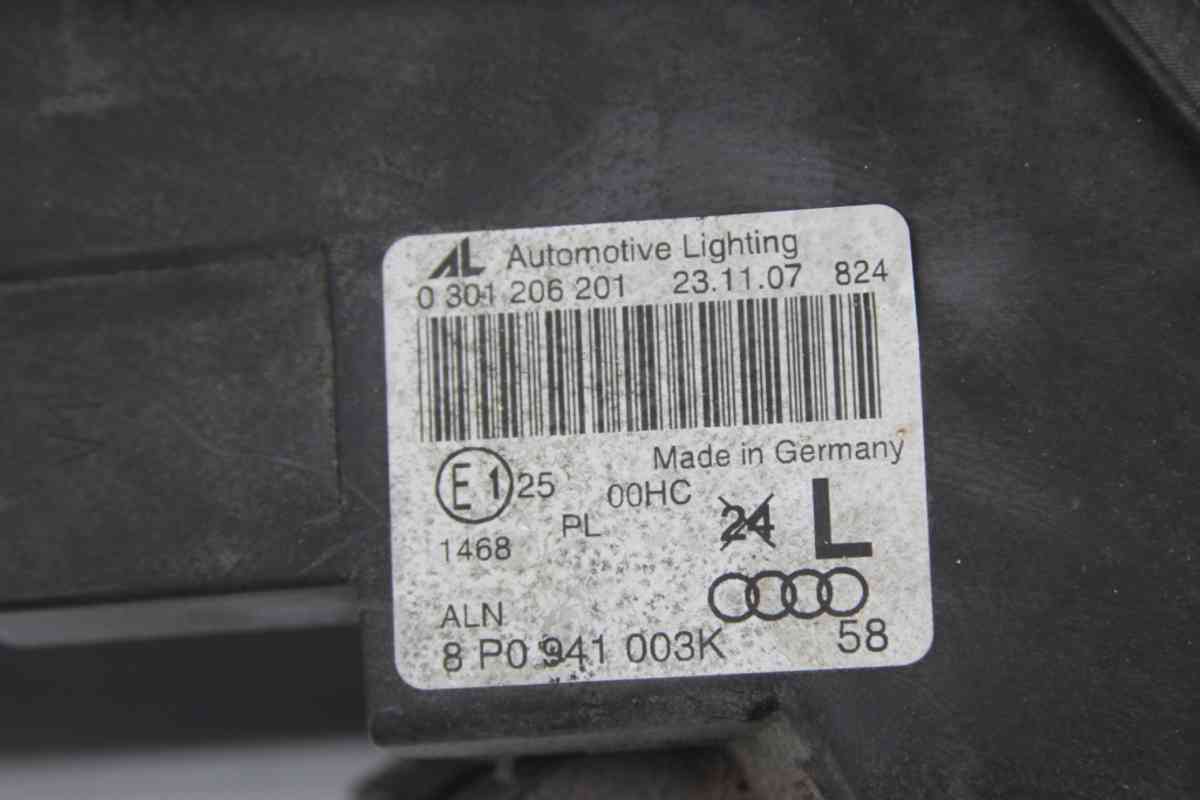 AL Automotive Lighting
0 301 206 201 23.11.07 824
Made in Germany
E1 25 00HC 24 L
1468 PL
ALN
8 P0 941 003K 58